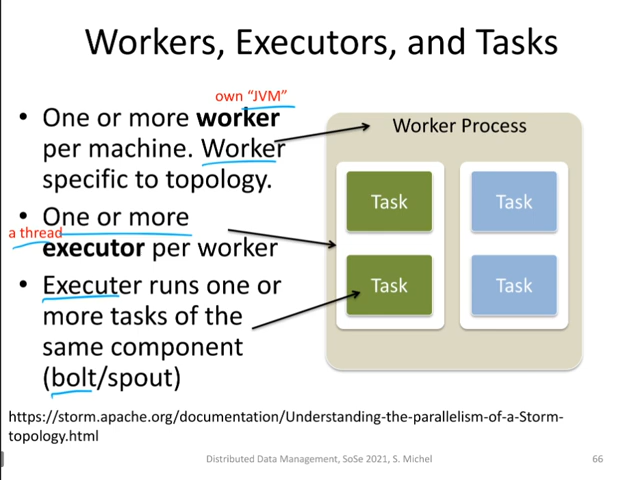 Workers, Executors, and Tasks
own “JVM”
• One or more worker
per machine. Worker
specific to topology.
• One or more
a thread
executor per worker
• Executer runs one or
more tasks of the
same component
(bolt/spout)
Worker Process
Task
Task
Task
Task
https://storm.apache.org/documentation/Understanding-the-parallelism-of-a-Storm-
topology.html
Distributed Data Management, SoSe 2021, S. Michel
66